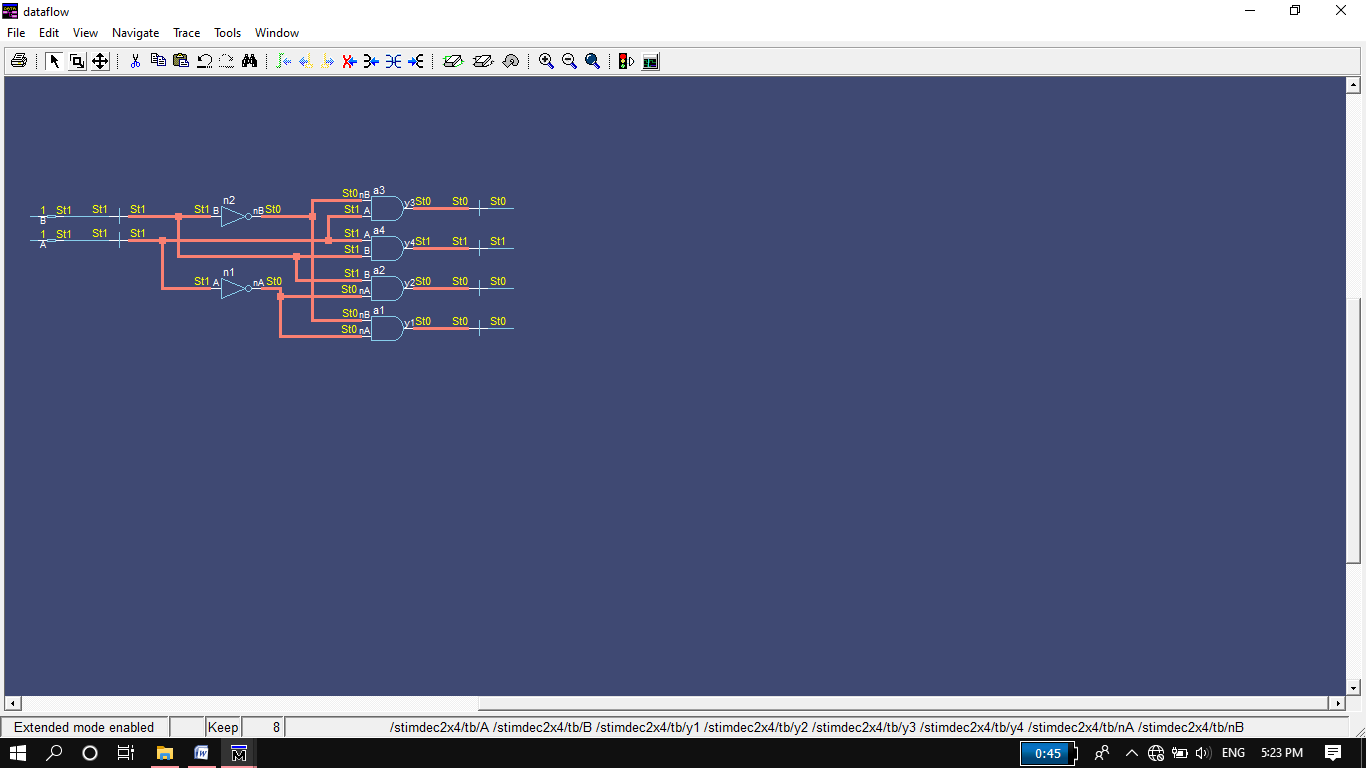 dataflow
File Edit View Navigate Trace Tools Window
n2
1 B St1 St1 St1 St1 B nB St0
1 A St1 St1 St1
n1
St1 A nA St0
a3
St0 nB
St1 A
y3 St0 St0 St0
a4
St1 A
St1 B
y4 St1 St1 St1
a2
St1 B
St0 nA
y2 St0 St0 St0
a1
St0 nB
St0 nA
y1 St0 St0 St0
Extended mode enabled Keep 8 /stimdec2x4/tb/A /stimdec2x4/tb/B /stimdec2x4/tb/y1 /stimdec2x4/tb/y2 /stimdec2x4/tb/y3 /stimdec2x4/tb/y4 /stimdec2x4/tb/nA /stimdec2x4/tb/nB
0:45 ENG 5:23 PM